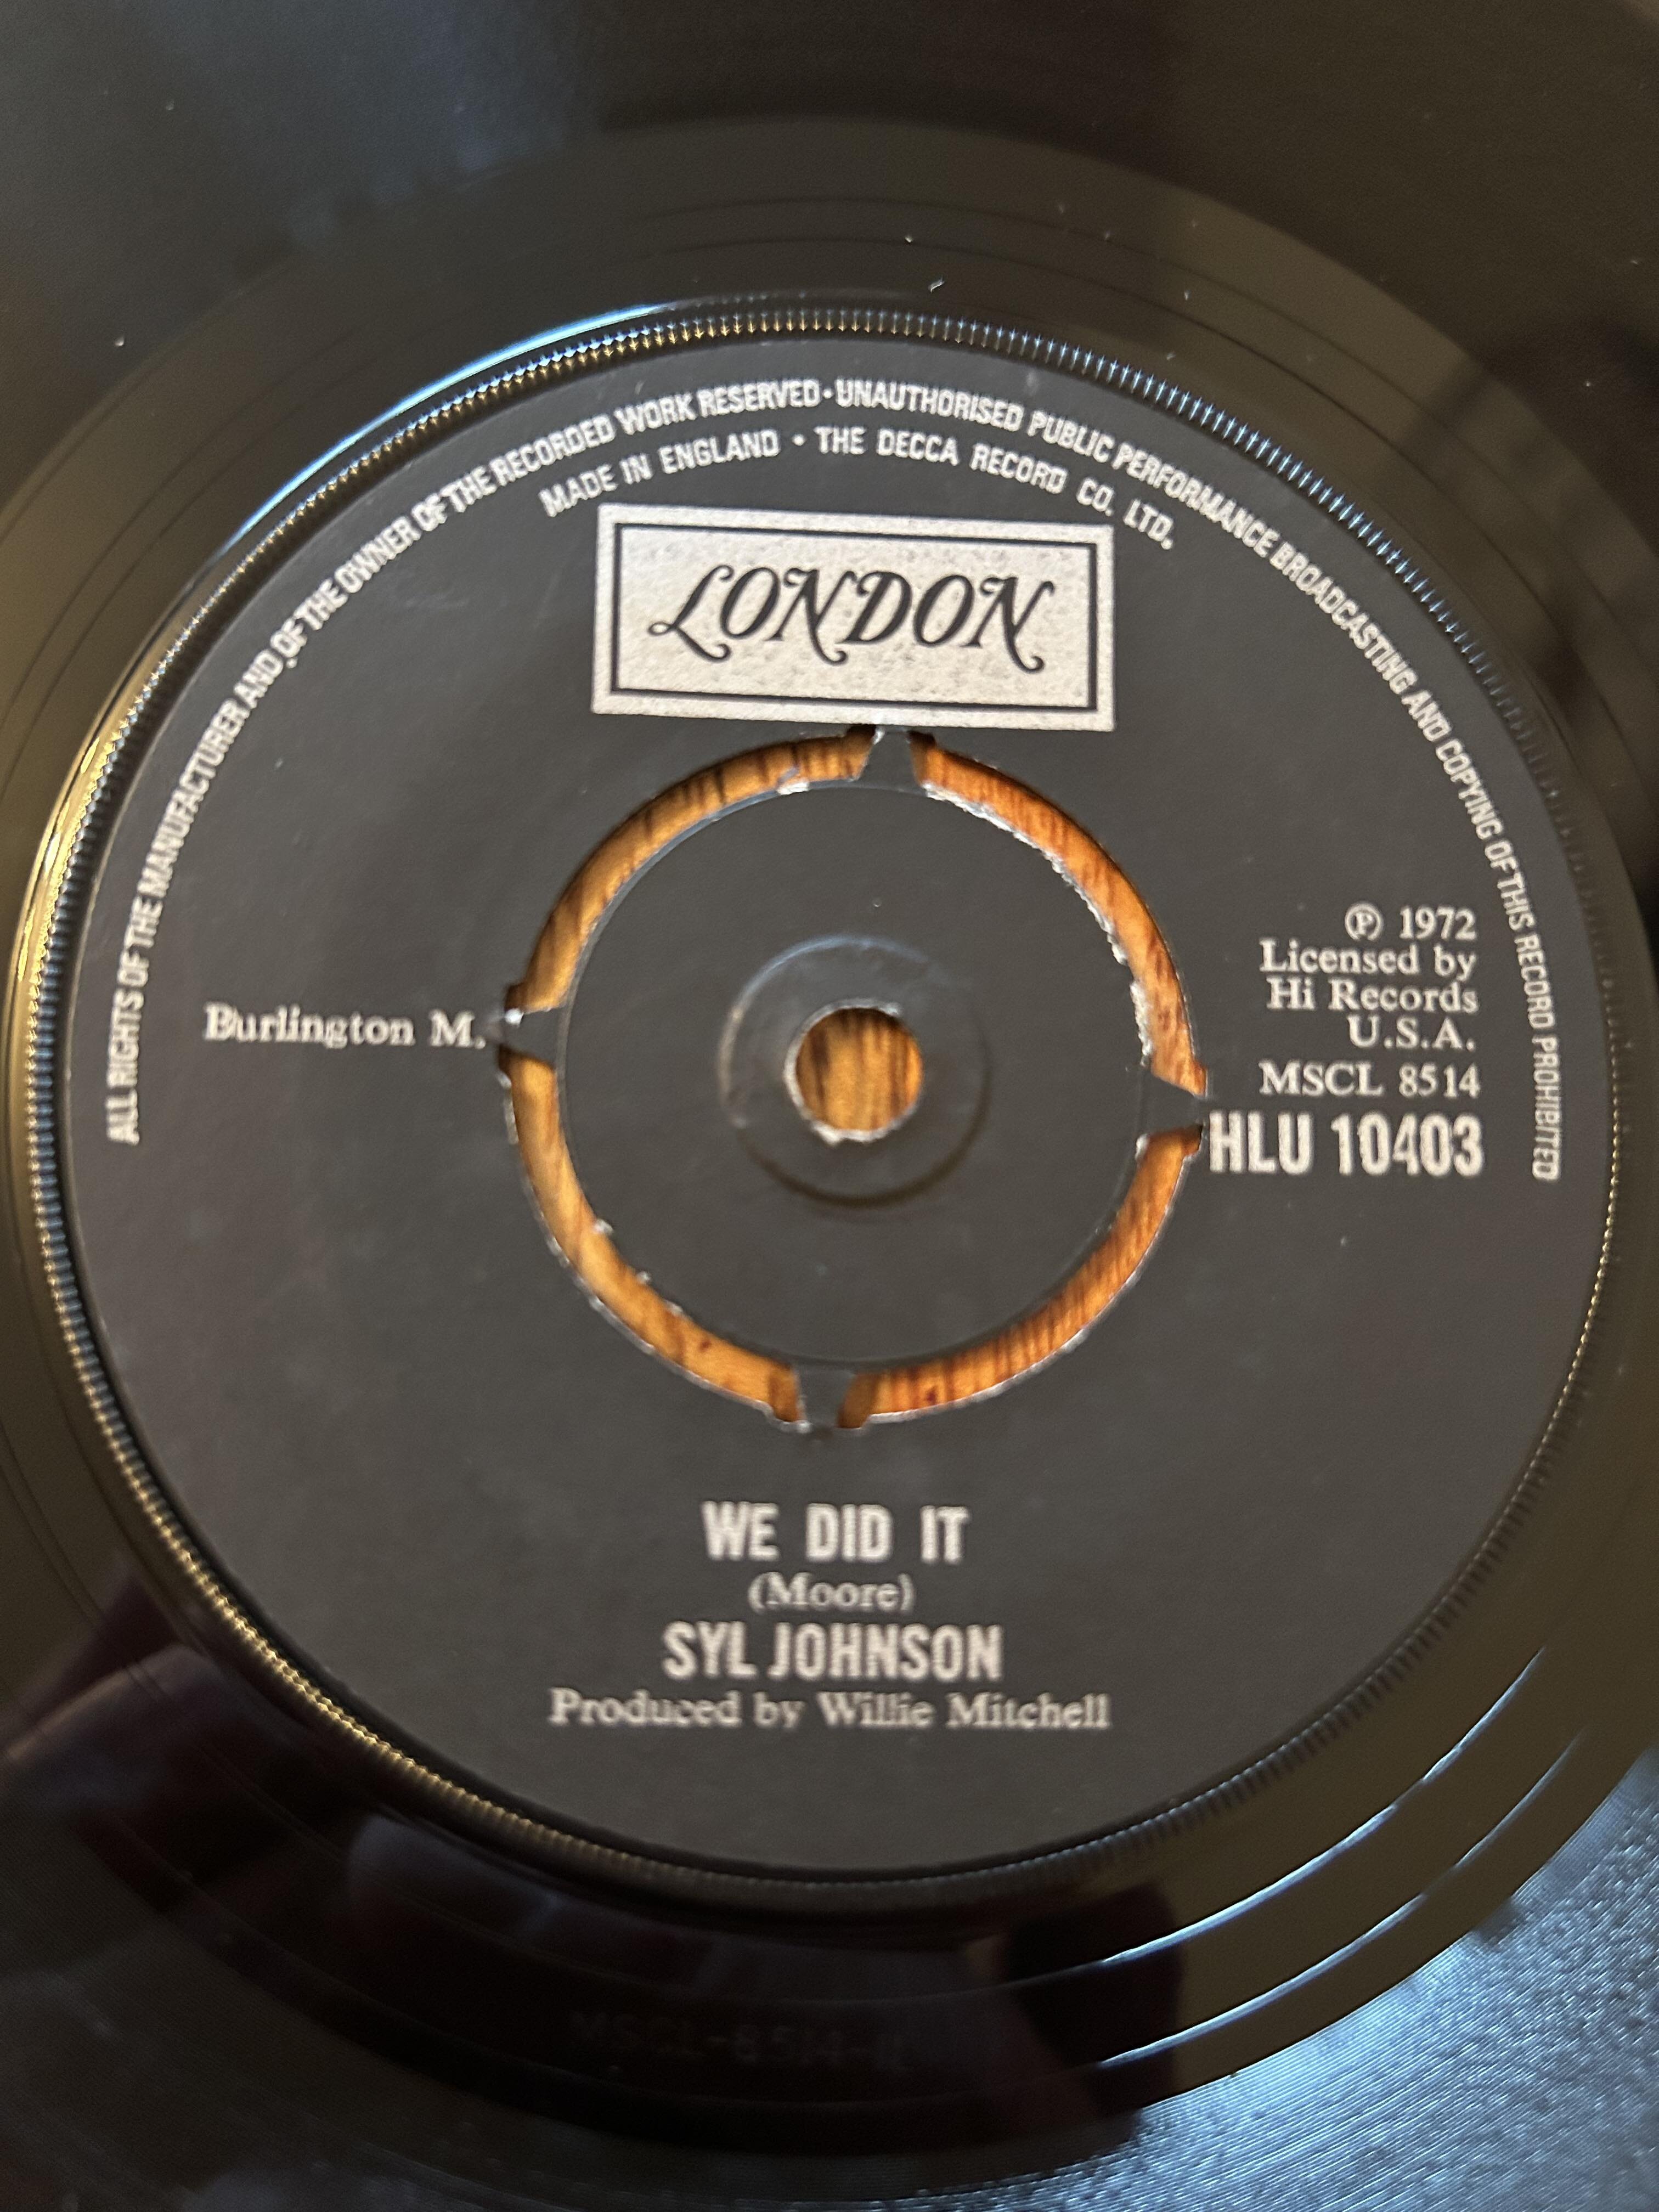 ALL RIGHTS OF THE MANUFACTURER AND OF THE OWNER OF THE RECORDED WORK RESERVED · UNAUTHORISED PUBLIC PERFORMANCE BROADCASTING AND COPYING OF THIS RECORD PROHIBITED
MADE IN ENGLAND • THE DECCA RECORD CO. LTD.
LONDON
Burlington M.
℗ 1972
Licensed by
Hi Records
U.S.A.
MSCL 8514
HLU 10403
WE DID IT
(Moore)
SYL JOHNSON
Produced by Willie Mitchell